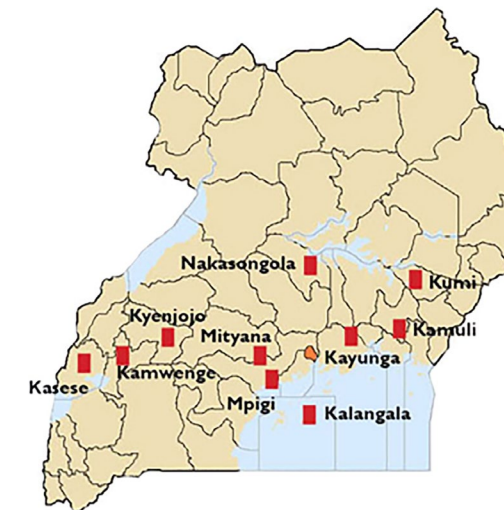 Nakasongola
Kumi
Kyenjojo
Mityana
Kamuli
Kayunga
Kamwenge
Kasese
Mpigi
Kalangala